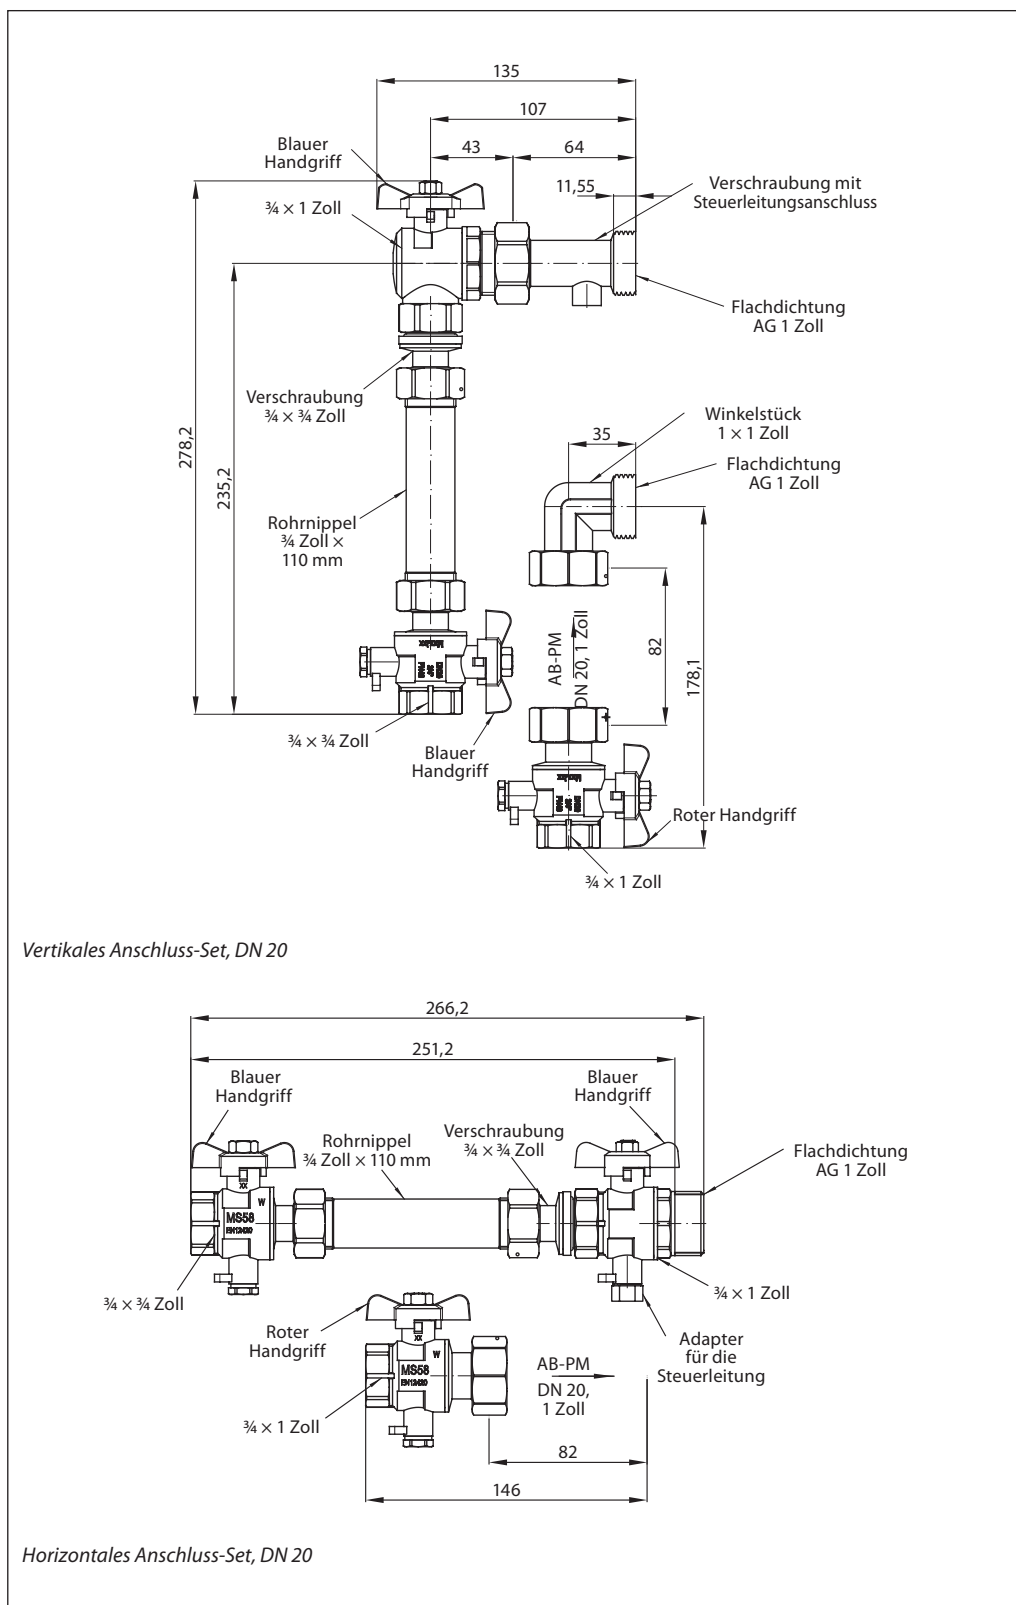 135
107
Blauer
Handgriff
43
64
11,55
Verschraubung mit
Steuerleitungsanschluss
¾ × 1 Zoll
Flachdichtung
AG 1 Zoll
Verschraubung
¾ × ¾ Zoll
278,2
235,2
35
Winkelstück
1 × 1 Zoll
Flachdichtung
AG 1 Zoll
Rohrnippel
¾ Zoll ×
110 mm
AB-PM
DN 20, 1 Zoll
82
178,1
¾ × ¾ Zoll
Blauer
Handgriff
Roter Handgriff
¾ × 1 Zoll
Vertikales Anschluss-Set, DN 20
266,2
251,2
Blauer
Handgriff
Blauer
Handgriff
Rohrnippel
¾ Zoll × 110 mm
Verschraubung
¾ × ¾ Zoll
Flachdichtung
AG 1 Zoll
XX
W
MS58
EN12420
¾ × ¾ Zoll
¾ × 1 Zoll
Roter
Handgriff
Adapter
für die
Steuerleitung
XX
W
MS58
EN12420
AB-PM
DN 20,
1 Zoll
¾ × 1 Zoll
82
146
Horizontales Anschluss-Set, DN 20